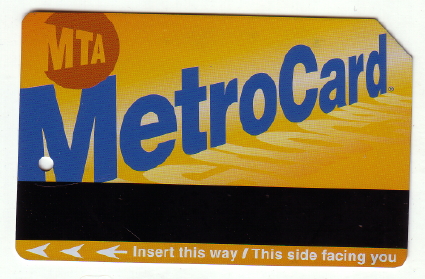 MTA
MetroCard
Insert this way / This side facing you